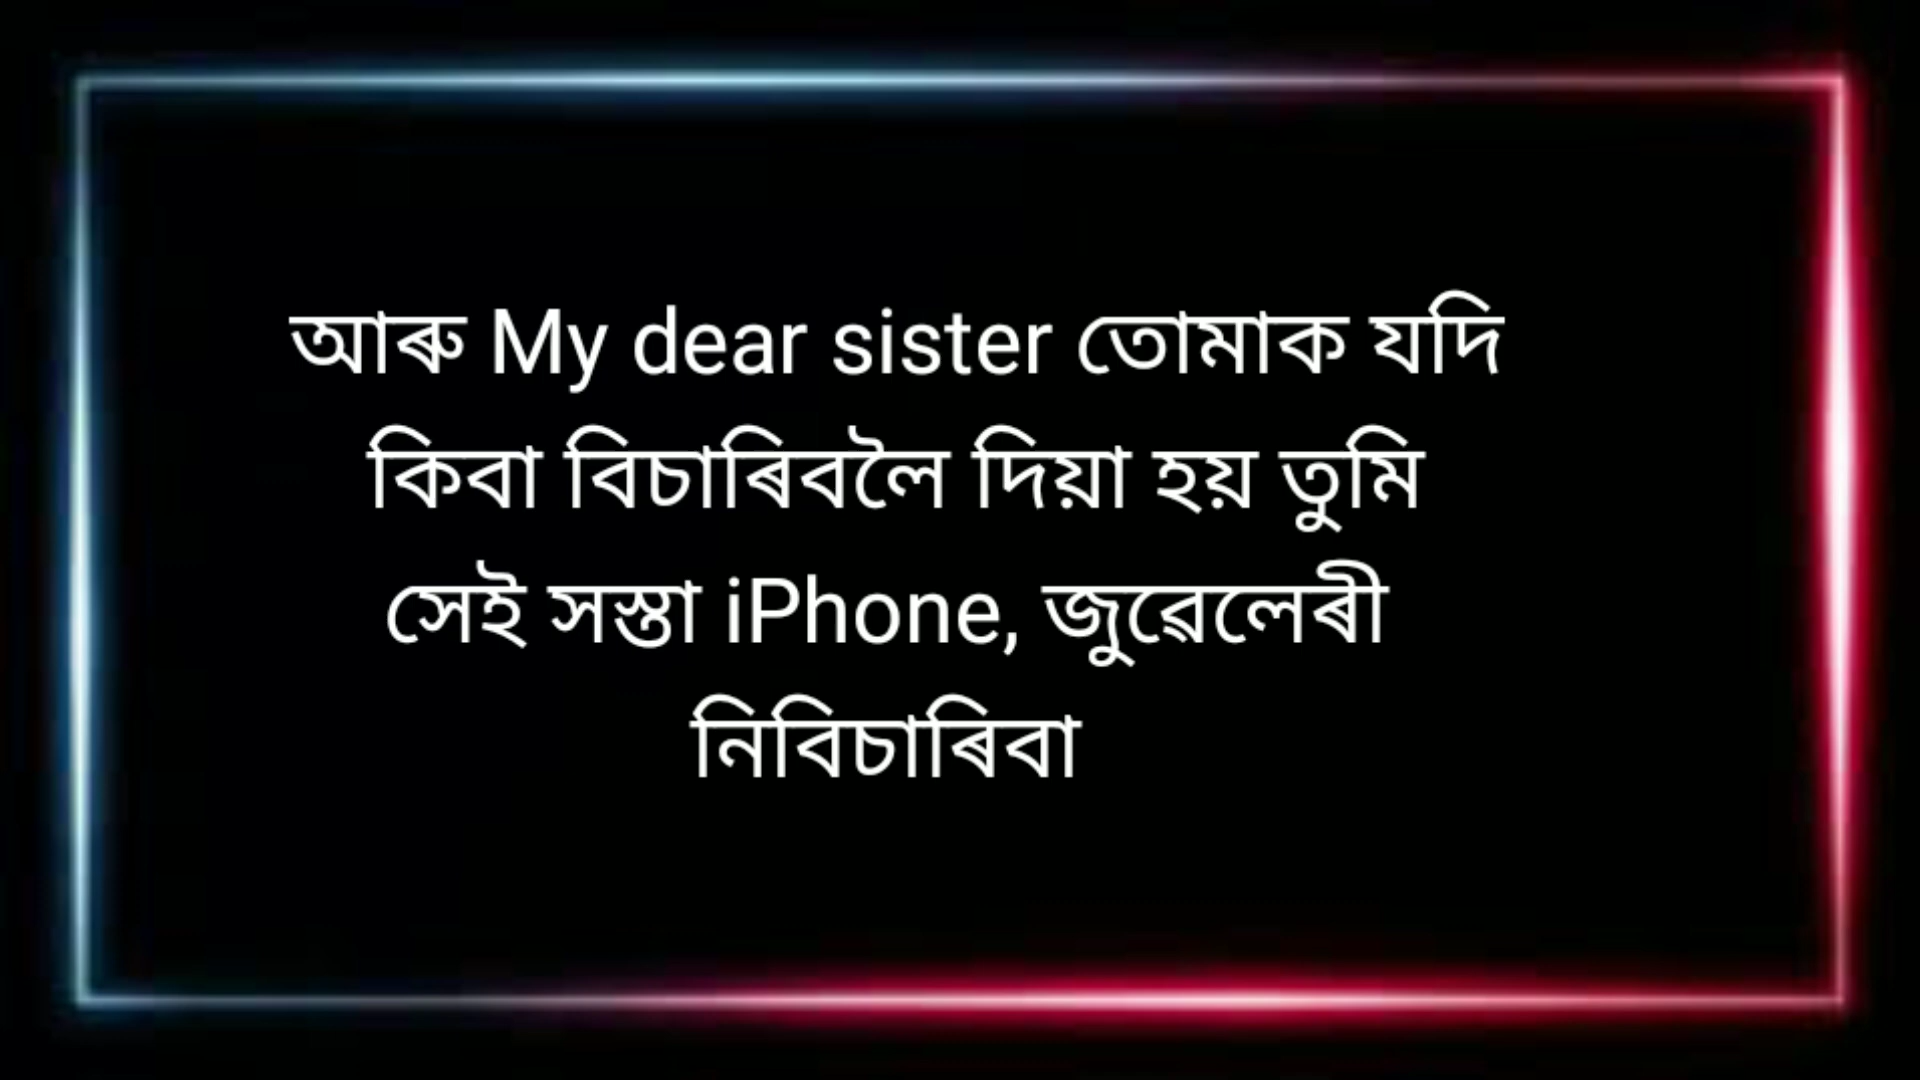 আৰু My dear sister তোমাক যদি
কিবা বিচাৰিবলৈ দিয়া হয় তুমি
সেই সস্তা iPhone, জুৱেলেৰী
নিবিচাৰিবা